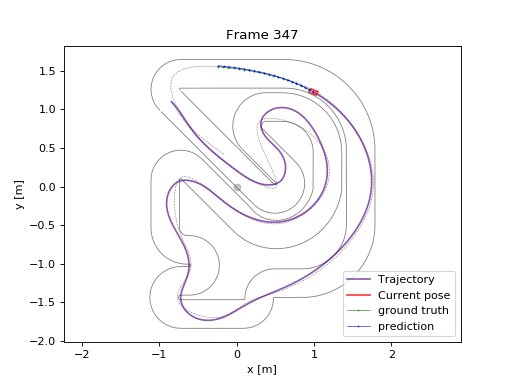 Frame 347
1.5
1.0
0.5
0.0
−0.5
−1.0
−1.5
−2.0
y [m]
−2
−1
0
1
2
x [m]
Trajectory
Current pose
ground truth
prediction